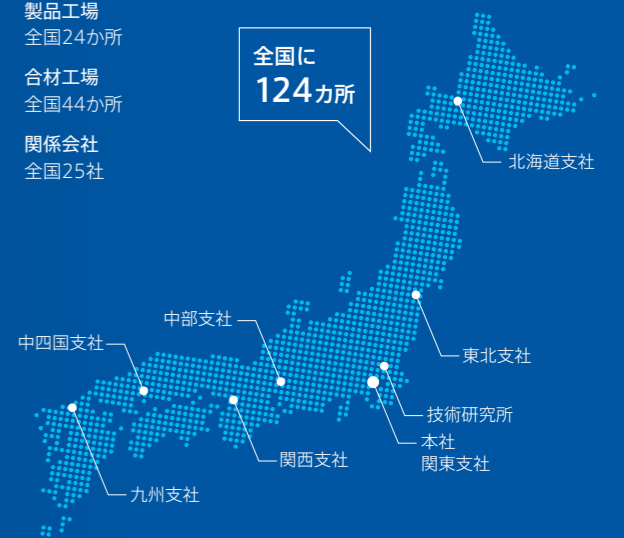 製品工場
全国24か所
合材工場
全国44か所
関係会社
全国25社
全国に
124カ所
北海道支社
東北支社
技術研究所
本社
関東支社
中部支社
中四国支社
関西支社
九州支社